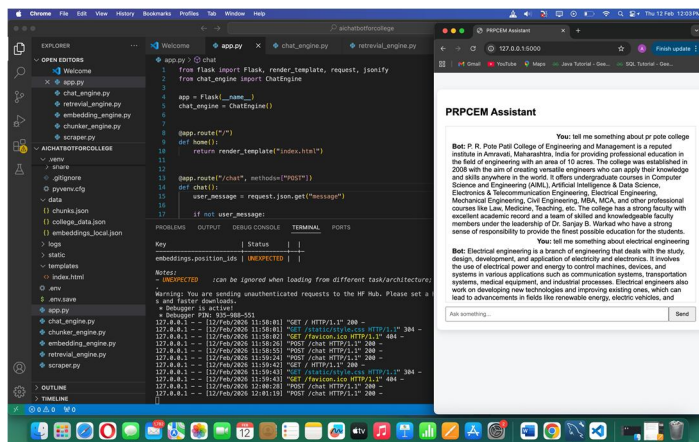 Chrome File Edit View History Bookmarks Profiles Tab Window Help
Thu 12 Feb 12:03PM
aichatbotforcollege
EXPLORER
OPEN EDITORS
Welcome
app.py
chat_engine.py
retrevial_engine.py
embedding_engine.py
chunker_engine.py
scraper.py
AICHATBOTFORCOLLEGE
.venv
share
.gitignore
pyvenv.cfg
data
chunks.json
college_data.json
embeddings_local.json
logs
static
templates
index.html
.env
.env.save
app.py
chat_engine.py
chunker_engine.py
embedding_engine.py
retrevial_engine.py
scraper.py
OUTLINE
TIMELINE
Welcome app.py chat_engine.py retrevial_engine.py
app.py > chat
1 from flask import Flask, render_template, request, jsonify
2 from chat_engine import ChatEngine
3
4 app = Flask(__name__)
5 chat_engine = ChatEngine()
6
7
8 @app.route("/")
9 def home():
10 return render_template("index.html")
11
12
13 @app.route("/chat", methods=["POST"])
14 def chat():
15 user_message = request.json.get("message")
16
17 if not user_message:
PROBLEMS OUTPUT DEBUG CONSOLE TERMINAL PORTS
Key | Status | |
embeddings.position_ids | UNEXPECTED | |
Notes:
- UNEXPECTED :can be ignored when loading from different task/architecture;
Warning: You are sending unauthenticated requests to the HF Hub. Please set a
s and faster downloads.
* Debugger is active!
* Debugger PIN: 935-988-551
127.0.0.1 - - [12/Feb/2026 11:58:01] "GET / HTTP/1.1" 200 -
127.0.0.1 - - [12/Feb/2026 11:58:01] "GET /static/style.css HTTP/1.1" 304 -
127.0.0.1 - - [12/Feb/2026 11:58:02] "GET /favicon.ico HTTP/1.1" 404 -
127.0.0.1 - - [12/Feb/2026 11:58:26] "POST /chat HTTP/1.1" 200 -
127.0.0.1 - - [12/Feb/2026 11:58:55] "POST /chat HTTP/1.1" 200 -
127.0.0.1 - - [12/Feb/2026 11:59:24] "POST /chat HTTP/1.1" 200 -
127.0.0.1 - - [12/Feb/2026 11:59:42] "GET / HTTP/1.1" 200 -
127.0.0.1 - - [12/Feb/2026 11:59:43] "GET /static/style.css HTTP/1.1" 304 -
127.0.0.1 - - [12/Feb/2026 11:59:43] "GET /favicon.ico HTTP/1.1" 404 -
127.0.0.1 - - [12/Feb/2026 12:00:28] "POST /chat HTTP/1.1" 200 -
127.0.0.1 - - [12/Feb/2026 12:01:19] "POST /chat HTTP/1.1" 200 -
PRPCEM Assistant
127.0.0.1:5000
Finish update
Gmail YouTube Maps Java Tutorial - Gee... SQL Tutorial - Gee...
PRPCEM Assistant
You: tell me something about pr pote college
Bot: P. R. Pote Patil College of Engineering and Management is a reputed
institute in Amravati, Maharashtra, India for providing professional education in
the field of engineering with an area of 10 acres. The college was established in
2008 with the aim of creating versatile engineers who can apply their knowledge
and skills anywhere in the world. It offers undergraduate courses in Computer
Science and Engineering (AIML), Artificial Intelligence & Data Science,
Electronics & Telecommunication Engineering, Electrical Engineering,
Mechanical Engineering, Civil Engineering, MBA, MCA, and other professional
courses like Law, Medicine, Teaching, etc. The college has a strong faculty with
excellent academic record and a team of skilled and knowledgeable faculty
members under the leadership of Dr. Sanjay B. Warkad who have a strong
sense of responsibility to provide the finest possible education for the students.
You: tell me something about electrical engineering
Bot: Electrical engineering is a branch of engineering that deals with the study,
design, development, and application of electricity and electronics. It involves
the use of electrical power and energy to control machines, devices, and
systems in various applications such as communication systems, transportation
systems, medical equipment, and industrial processes. Electrical engineers also
work on developing new technologies and improving existing ones, which can
lead to advancements in fields like renewable energy, electric vehicles, and
Ask something...
Send
0 0 0